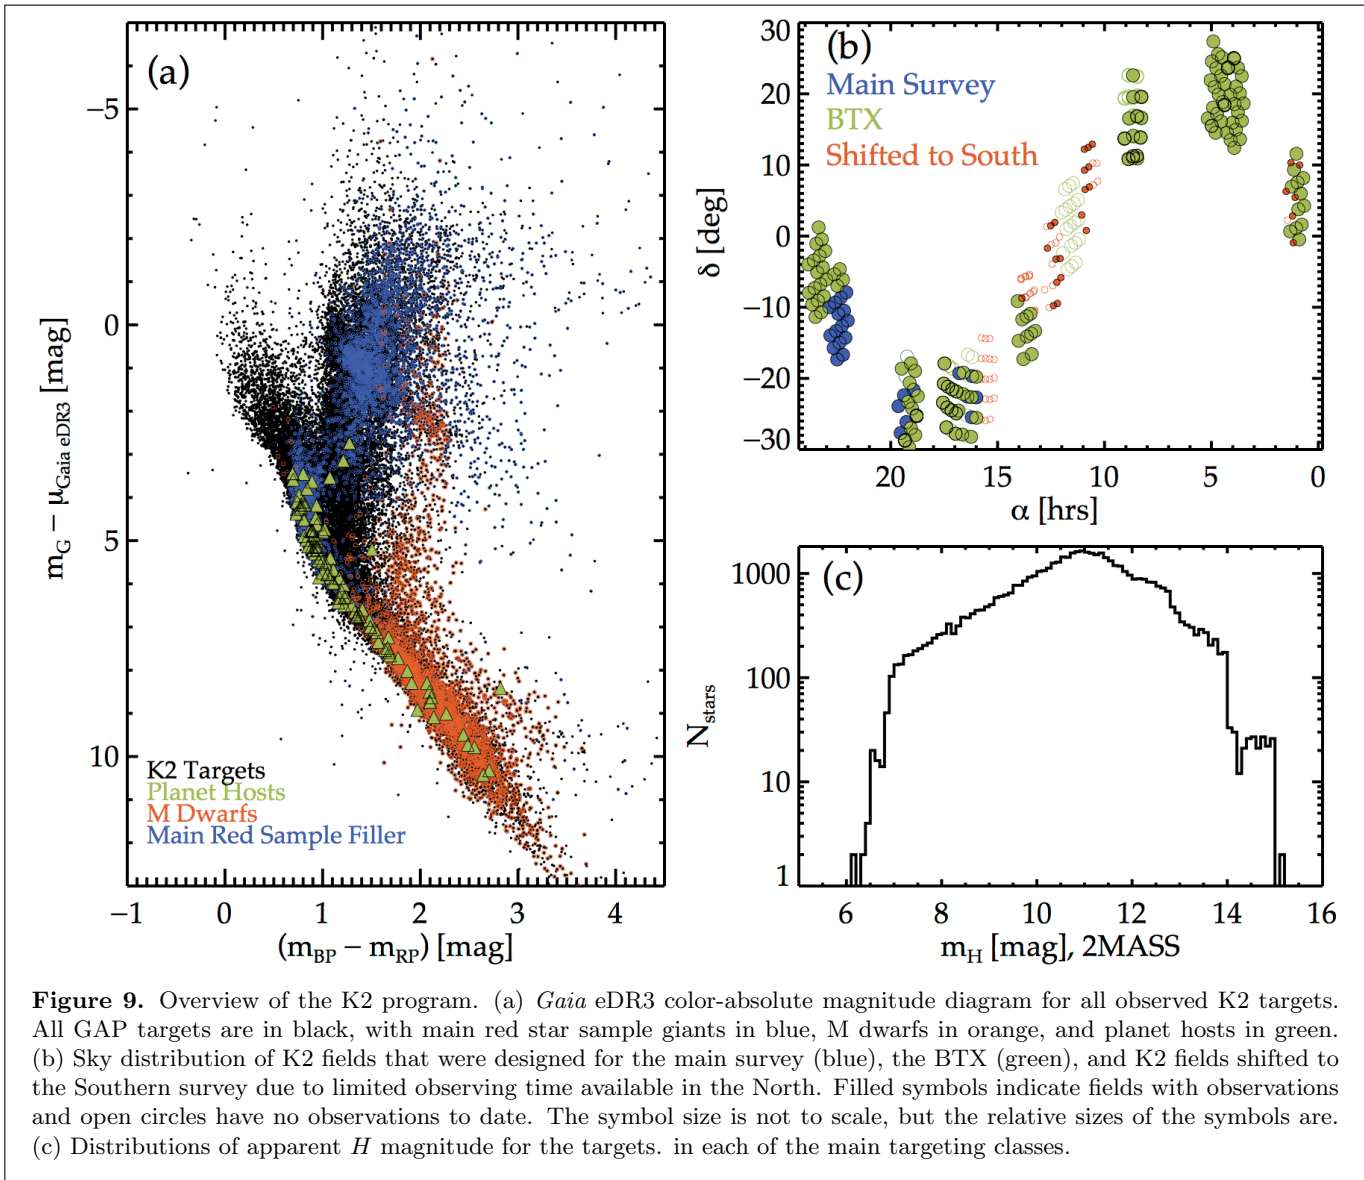 (a)
−5
0
5
10
m_G − μ_Gaia eDR3 [mag]
K2 Targets
Planet Hosts
M Dwarfs
Main Red Sample Filler
−1 0 1 2 3 4
(m_BP − m_RP) [mag]
(b)
Main Survey
BTX
Shifted to South
30
20
10
0
−10
−20
−30
δ [deg]
20 15 10 5 0
α [hrs]
(c)
1000
100
10
1
N_stars
6 8 10 12 14 16
m_H [mag], 2MASS
Figure 9. Overview of the K2 program. (a) Gaia eDR3 color-absolute magnitude diagram for all observed K2 targets.
All GAP targets are in black, with main red star sample giants in blue, M dwarfs in orange, and planet hosts in green.
(b) Sky distribution of K2 fields that were designed for the main survey (blue), the BTX (green), and K2 fields shifted to
the Southern survey due to limited observing time available in the North. Filled symbols indicate fields with observations
and open circles have no observations to date. The symbol size is not to scale, but the relative sizes of the symbols are.
(c) Distributions of apparent H magnitude for the targets. in each of the main targeting classes.